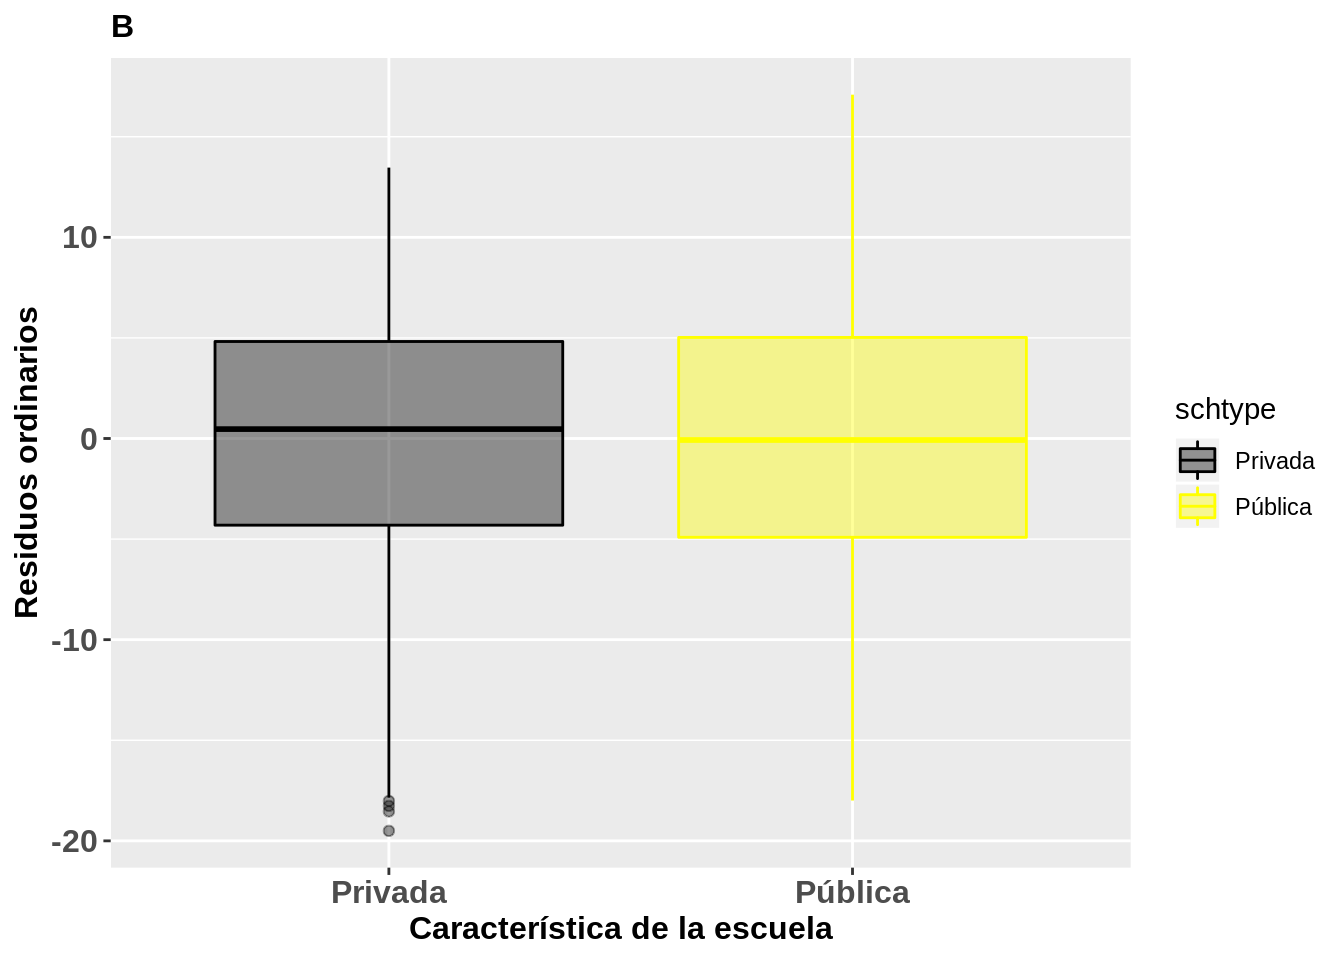 B
Residuos ordinarios
10
0
-10
-20
Privada
Pública
Característica de la escuela
schtype
Privada
Pública